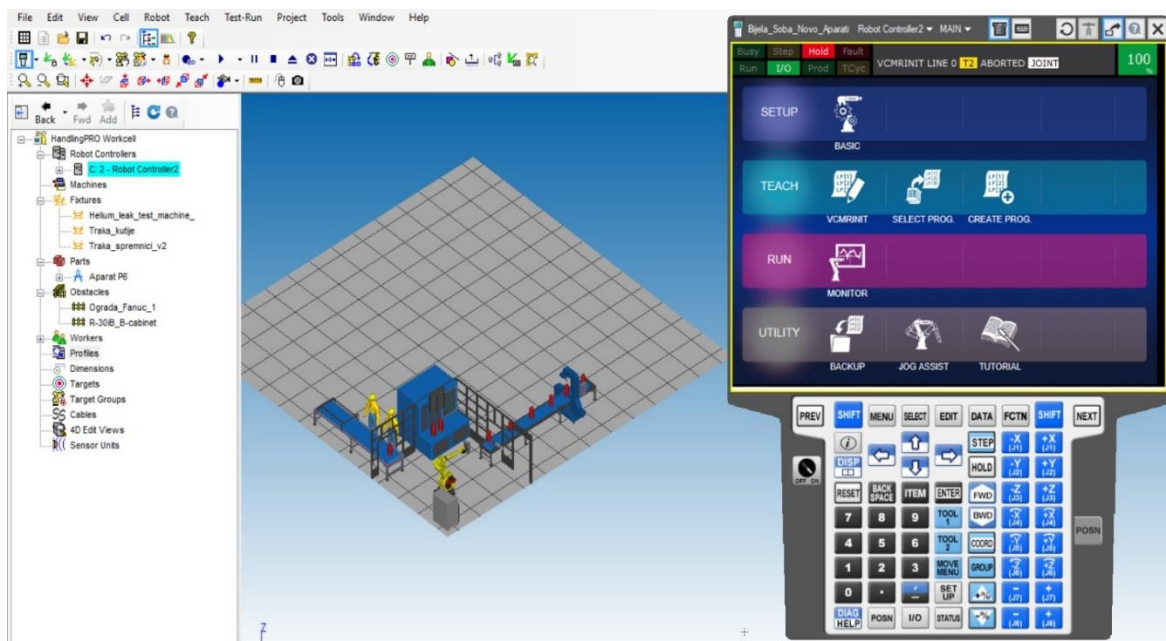 File Edit View Cell Robot Teach Test-Run Project Tools Window Help
Back Fwd Add
HandlingPRO Workcell
Robot Controllers
C: 2 - Robot Controller2
Machines
Fixtures
Helium_leak_test_machine_
Traka_kutije
Traka_spremnici_v2
Parts
Aparat P6
Obstacles
Ograda_Fanuc_1
R-30iB_B-cabinet
Workers
Profiles
Dimensions
Targets
Target Groups
Cables
4D Edit Views
Sensor Units
Z
Bijela_Soba_Novo_Aparati Robot Controller2 MAIN
Busy Step Hold Fault
Run I/O Prod TCyc
VCMRINIT LINE 0 T2 ABORTED JOINT
100 %
SETUP
BASIC
TEACH
VCMRINIT SELECT PROG. CREATE PROG.
RUN
MONITOR
UTILITY
BACKUP JOG ASSIST TUTORIAL
PREV SHIFT MENU SELECT EDIT DATA FCTN SHIFT NEXT
i STEP -X (J1) +X (J1)
OFF ON DISP HOLD -Y (J2) +Y (J2)
RESET BACK SPACE ITEM ENTER FWD -Z (J3) +Z (J3)
7 8 9 TOOL 1 BWD -X (J4) +X (J4)
POSN
4 5 6 TOOL 2 COORD -Y (J5) +Y (J5)
1 2 3 MOVE MENU GROUP -Z (J6) +Z (J6)
0 . , - SET UP +% - (J7) + (J7)
DIAG HELP POSN I/O STATUS -% - (J8) + (J8)